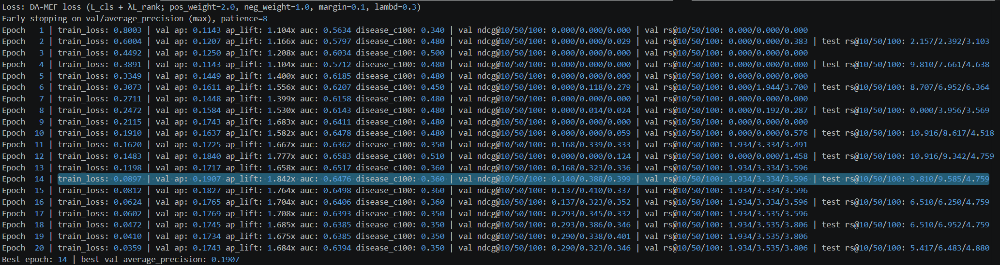 Loss: DA-MEF loss (L_cls + λL_rank; pos_weight=2.0, neg_weight=1.0, margin=0.1, lambd=0.3)
Early stopping on val/average_precision (max), patience=8
Epoch   1 | train_loss: 0.8003 | val ap: 0.1143 ap_lift: 1.104x auc: 0.5634 disease_c100: 0.340 | val ndcg@10/50/100: 0.000/0.000/0.000 | val rs@10/50/100: 0.000/0.000/0.000
Epoch   2 | train_loss: 0.6004 | val ap: 0.1207 ap_lift: 1.166x auc: 0.5797 disease_c100: 0.480 | val ndcg@10/50/100: 0.000/0.000/0.029 | val rs@10/50/100: 0.000/0.000/0.383 | test rs@10/50/100: 2.157/2.392/3.103
Epoch   3 | train_loss: 0.4492 | val ap: 0.1250 ap_lift: 1.208x auc: 0.6034 disease_c100: 0.500 | val ndcg@10/50/100: 0.000/0.000/0.000 | val rs@10/50/100: 0.000/0.000/0.000
Epoch   4 | train_loss: 0.3891 | val ap: 0.1143 ap_lift: 1.104x auc: 0.5712 disease_c100: 0.480 | val ndcg@10/50/100: 0.000/0.000/0.000 | val rs@10/50/100: 0.000/0.000/0.000 | test rs@10/50/100: 9.810/7.661/4.638
Epoch   5 | train_loss: 0.3349 | val ap: 0.1449 ap_lift: 1.400x auc: 0.6185 disease_c100: 0.480 | val ndcg@10/50/100: 0.000/0.000/0.000 | val rs@10/50/100: 0.000/0.000/0.000
Epoch   6 | train_loss: 0.3073 | val ap: 0.1611 ap_lift: 1.556x auc: 0.6207 disease_c100: 0.450 | val ndcg@10/50/100: 0.000/0.118/0.279 | val rs@10/50/100: 0.000/1.944/3.700 | test rs@10/50/100: 8.707/6.952/6.364
Epoch   7 | train_loss: 0.2711 | val ap: 0.1448 ap_lift: 1.399x auc: 0.6158 disease_c100: 0.480 | val ndcg@10/50/100: 0.000/0.000/0.000 | val rs@10/50/100: 0.000/0.000/0.000
Epoch   8 | train_loss: 0.2472 | val ap: 0.1584 ap_lift: 1.530x auc: 0.6143 disease_c100: 0.480 | val ndcg@10/50/100: 0.000/0.014/0.024 | val rs@10/50/100: 0.000/0.192/0.287 | test rs@10/50/100: 0.000/3.956/3.569
Epoch   9 | train_loss: 0.2115 | val ap: 0.1743 ap_lift: 1.683x auc: 0.6411 disease_c100: 0.480 | val ndcg@10/50/100: 0.000/0.000/0.000 | val rs@10/50/100: 0.000/0.000/0.000
Epoch  10 | train_loss: 0.1910 | val ap: 0.1637 ap_lift: 1.582x auc: 0.6478 disease_c100: 0.480 | val ndcg@10/50/100: 0.000/0.000/0.059 | val rs@10/50/100: 0.000/0.000/0.576 | test rs@10/50/100: 10.916/8.617/4.518
Epoch  11 | train_loss: 0.1620 | val ap: 0.1725 ap_lift: 1.667x auc: 0.6362 disease_c100: 0.350 | val ndcg@10/50/100: 0.168/0.339/0.333 | val rs@10/50/100: 1.934/3.334/3.491
Epoch  12 | train_loss: 0.1483 | val ap: 0.1840 ap_lift: 1.777x auc: 0.6583 disease_c100: 0.510 | val ndcg@10/50/100: 0.000/0.000/0.124 | val rs@10/50/100: 0.000/0.000/1.458 | test rs@10/50/100: 10.916/9.342/4.759
Epoch  13 | train_loss: 0.1198 | val ap: 0.1717 ap_lift: 1.658x auc: 0.6517 disease_c100: 0.360 | val ndcg@10/50/100: 0.168/0.323/0.336 | val rs@10/50/100: 1.934/3.334/3.596
Epoch  14 | train_loss: 0.0897 | val ap: 0.1907 ap_lift: 1.842x auc: 0.6476 disease_c100: 0.360 | val ndcg@10/50/100: 0.140/0.388/0.399 | val rs@10/50/100: 1.934/3.334/3.596 | test rs@10/50/100: 9.810/9.585/4.759
Epoch  15 | train_loss: 0.0812 | val ap: 0.1827 ap_lift: 1.764x auc: 0.6498 disease_c100: 0.360 | val ndcg@10/50/100: 0.137/0.410/0.337 | val rs@10/50/100: 1.934/3.334/3.596
Epoch  16 | train_loss: 0.0624 | val ap: 0.1765 ap_lift: 1.704x auc: 0.6406 disease_c100: 0.360 | val ndcg@10/50/100: 0.137/0.323/0.352 | val rs@10/50/100: 1.934/3.334/3.596 | test rs@10/50/100: 6.510/6.250/4.759
Epoch  17 | train_loss: 0.0602 | val ap: 0.1769 ap_lift: 1.708x auc: 0.6393 disease_c100: 0.350 | val ndcg@10/50/100: 0.293/0.345/0.332 | val rs@10/50/100: 1.934/3.535/3.596
Epoch  18 | train_loss: 0.0472 | val ap: 0.1745 ap_lift: 1.685x auc: 0.6385 disease_c100: 0.350 | val ndcg@10/50/100: 0.293/0.386/0.346 | val rs@10/50/100: 1.934/3.535/3.806 | test rs@10/50/100: 6.510/6.952/4.759
Epoch  19 | train_loss: 0.0410 | val ap: 0.1734 ap_lift: 1.675x auc: 0.6385 disease_c100: 0.350 | val ndcg@10/50/100: 0.290/0.338/0.401 | val rs@10/50/100: 1.934/3.535/3.806
Epoch  20 | train_loss: 0.0359 | val ap: 0.1743 ap_lift: 1.684x auc: 0.6394 disease_c100: 0.350 | val ndcg@10/50/100: 0.290/0.323/0.346 | val rs@10/50/100: 1.934/3.535/3.806 | test rs@10/50/100: 5.417/6.483/4.880
Best epoch: 14 | best val average_precision: 0.1907